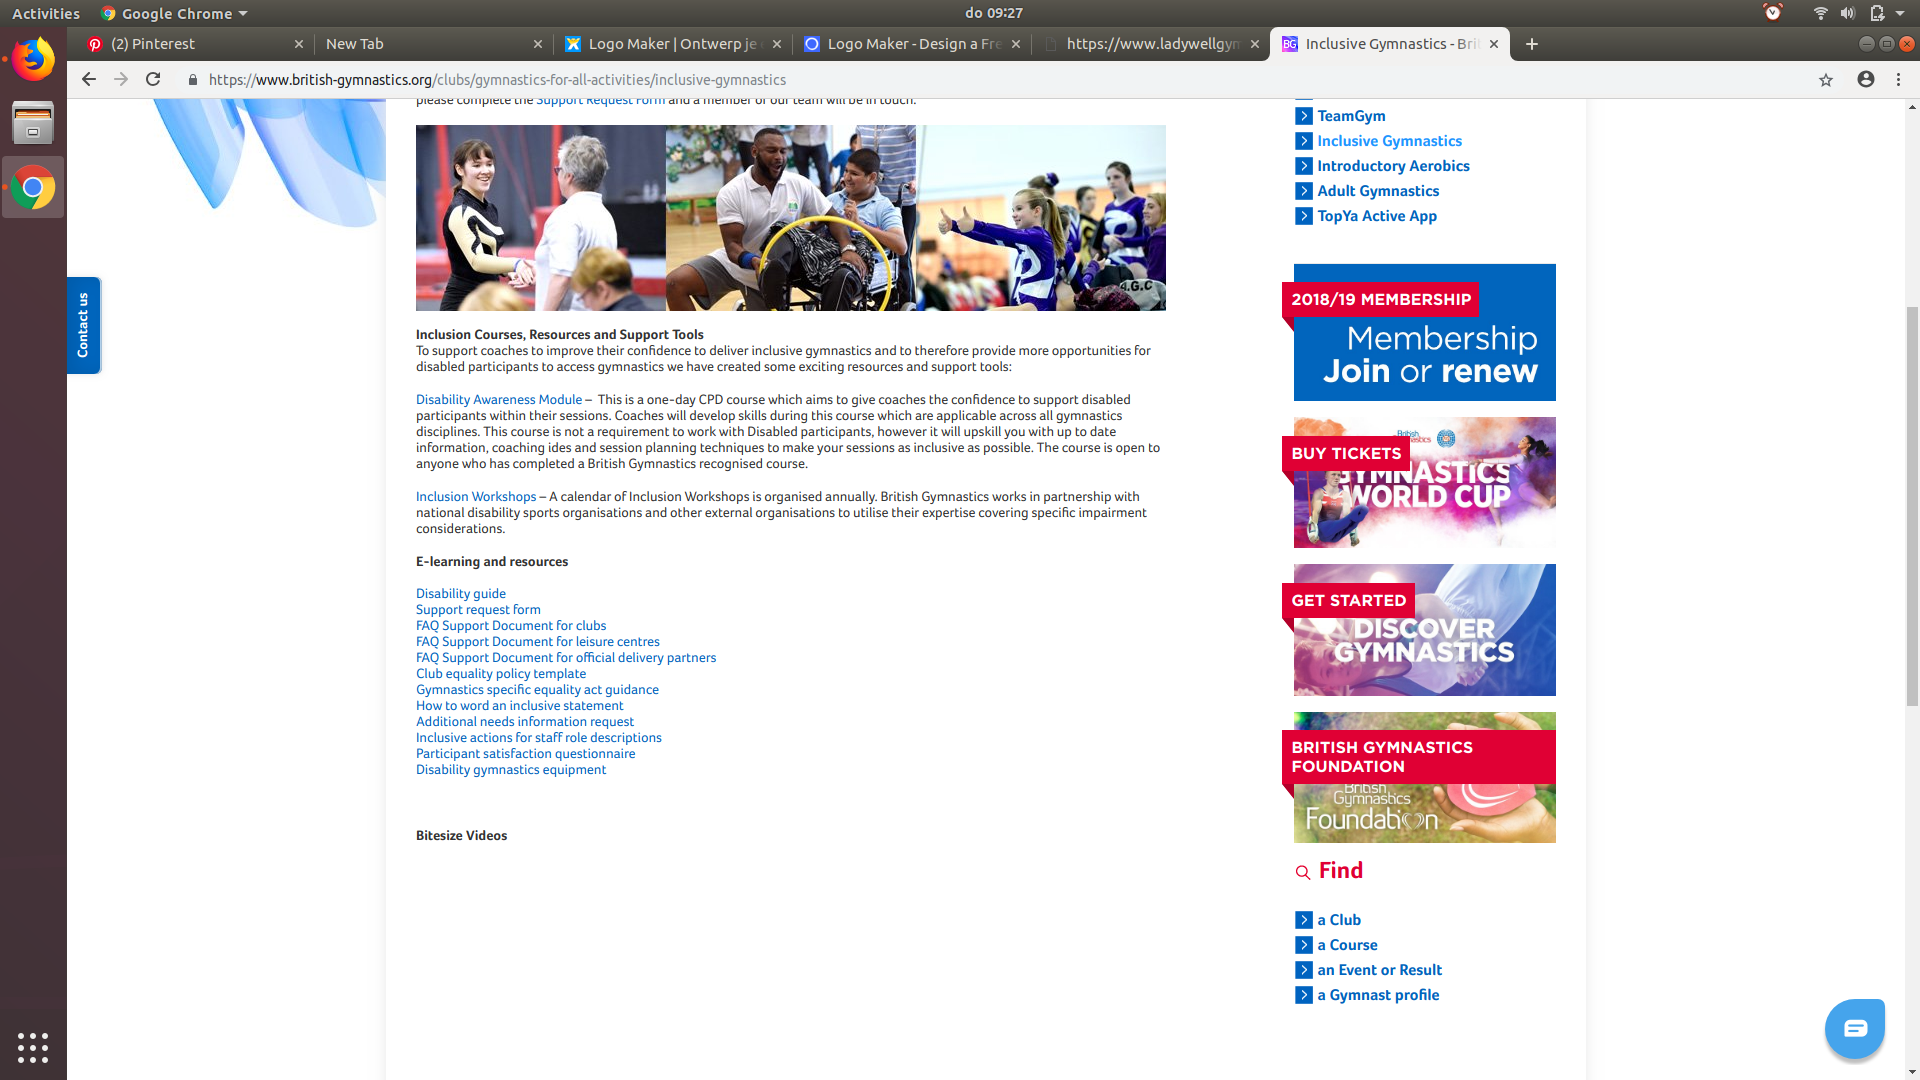 Activities
Google Chrome
do 09:27
(2) Pinterest
New Tab
Logo Maker | Ontwerp je
Logo Maker - Design a Fre
https://www.ladywellgyn
Inclusive Gymnastics - Bri
https://www.british-gymnastics.org/clubs/gymnastics-for-all-activities/inclusive-gymnastics
please complete the Support Request Form and a member of our team will be in touch.
A.G.C
Contact us
Inclusion Courses, Resources and Support Tools
To support coaches to improve their confidence to deliver inclusive gymnastics and to therefore provide more opportunities for
disabled participants to access gymnastics we have created some exciting resources and support tools:
Disability Awareness Module – This is a one-day CPD course which aims to give coaches the confidence to support disabled
participants within their sessions. Coaches will develop skills during this course which are applicable across all gymnastics
disciplines. This course is not a requirement to work with Disabled participants, however it will upskill you with up to date
information, coaching ides and session planning techniques to make your sessions as inclusive as possible. The course is open to
anyone who has completed a British Gymnastics recognised course.
Inclusion Workshops – A calendar of Inclusion Workshops is organised annually. British Gymnastics works in partnership with
national disability sports organisations and other external organisations to utilise their expertise covering specific impairment
considerations.
E-learning and resources
Disability guide
Support request form
FAQ Support Document for clubs
FAQ Support Document for leisure centres
FAQ Support Document for official delivery partners
Club equality policy template
Gymnastics specific equality act guidance
How to word an inclusive statement
Additional needs information request
Inclusive actions for staff role descriptions
Participant satisfaction questionnaire
Disability gymnastics equipment
Bitesize Videos
TeamGym
Inclusive Gymnastics
Introductory Aerobics
Adult Gymnastics
TopYa Active App
2018/19 MEMBERSHIP
Membership
Join or renew
BUY TICKETS
GYMNASTICS
WORLD CUP
GET STARTED
DISCOVER
GYMNASTICS
BRITISH GYMNASTICS
FOUNDATION
British
Gymnastics
Foundation
Find
a Club
a Course
an Event or Result
a Gymnast profile